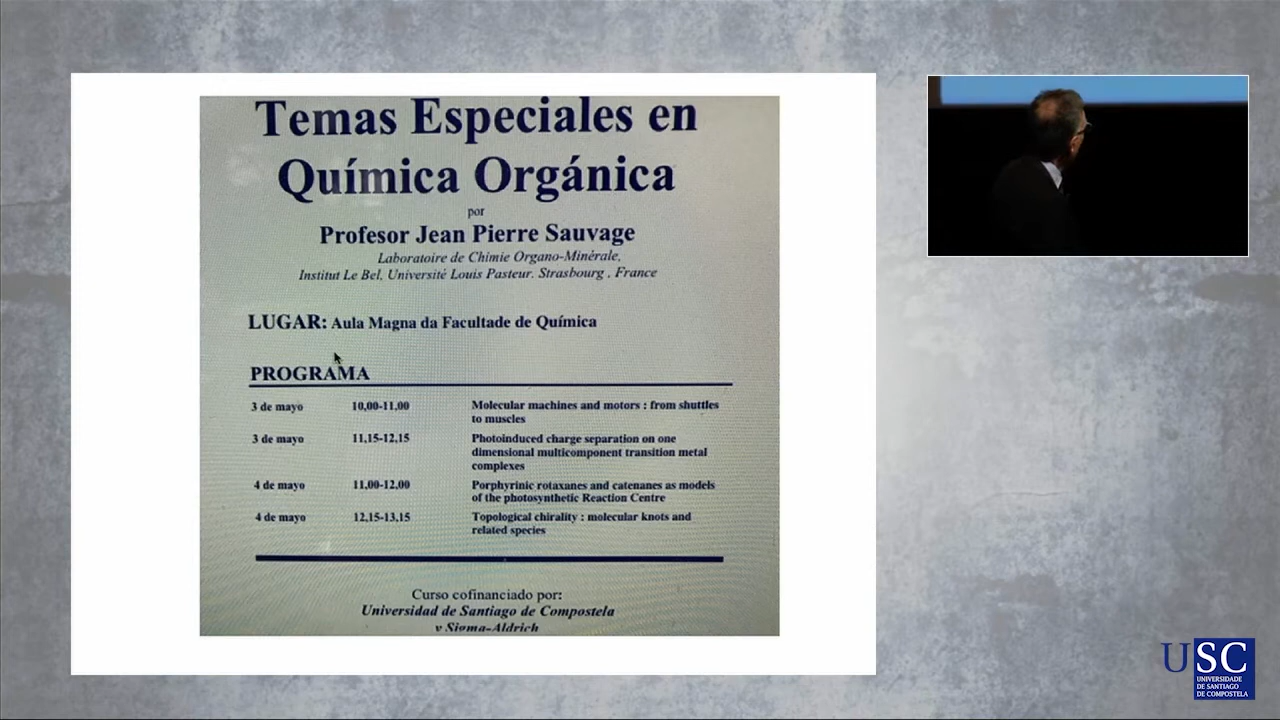 Temas Especiales en
Química Orgánica
por
Profesor Jean Pierre Sauvage
Laboratoire de Chimie Organo-Minérale,
Institut Le Bel, Université Louis Pasteur. Strasbourg . France
LUGAR: Aula Magna da Facultade de Química
PROGRAMA
3 de mayo 10,00-11,00 Molecular machines and motors : from shuttles
to muscles
3 de mayo 11,15-12,15 Photoinduced charge separation on one
dimensional multicomponent transition metal
complexes
4 de mayo 11,00-12,00 Porphyrinic rotaxanes and catenanes as models
of the photosynthetic Reaction Centre
4 de mayo 12,15-13,15 Topological chirality : molecular knots and
related species
Curso cofinanciado por:
Universidad de Santiago de Compostela
y Sigma-Aldrich
USC
UNIVERSIDADE
DE SANTIAGO
DE COMPOSTELA